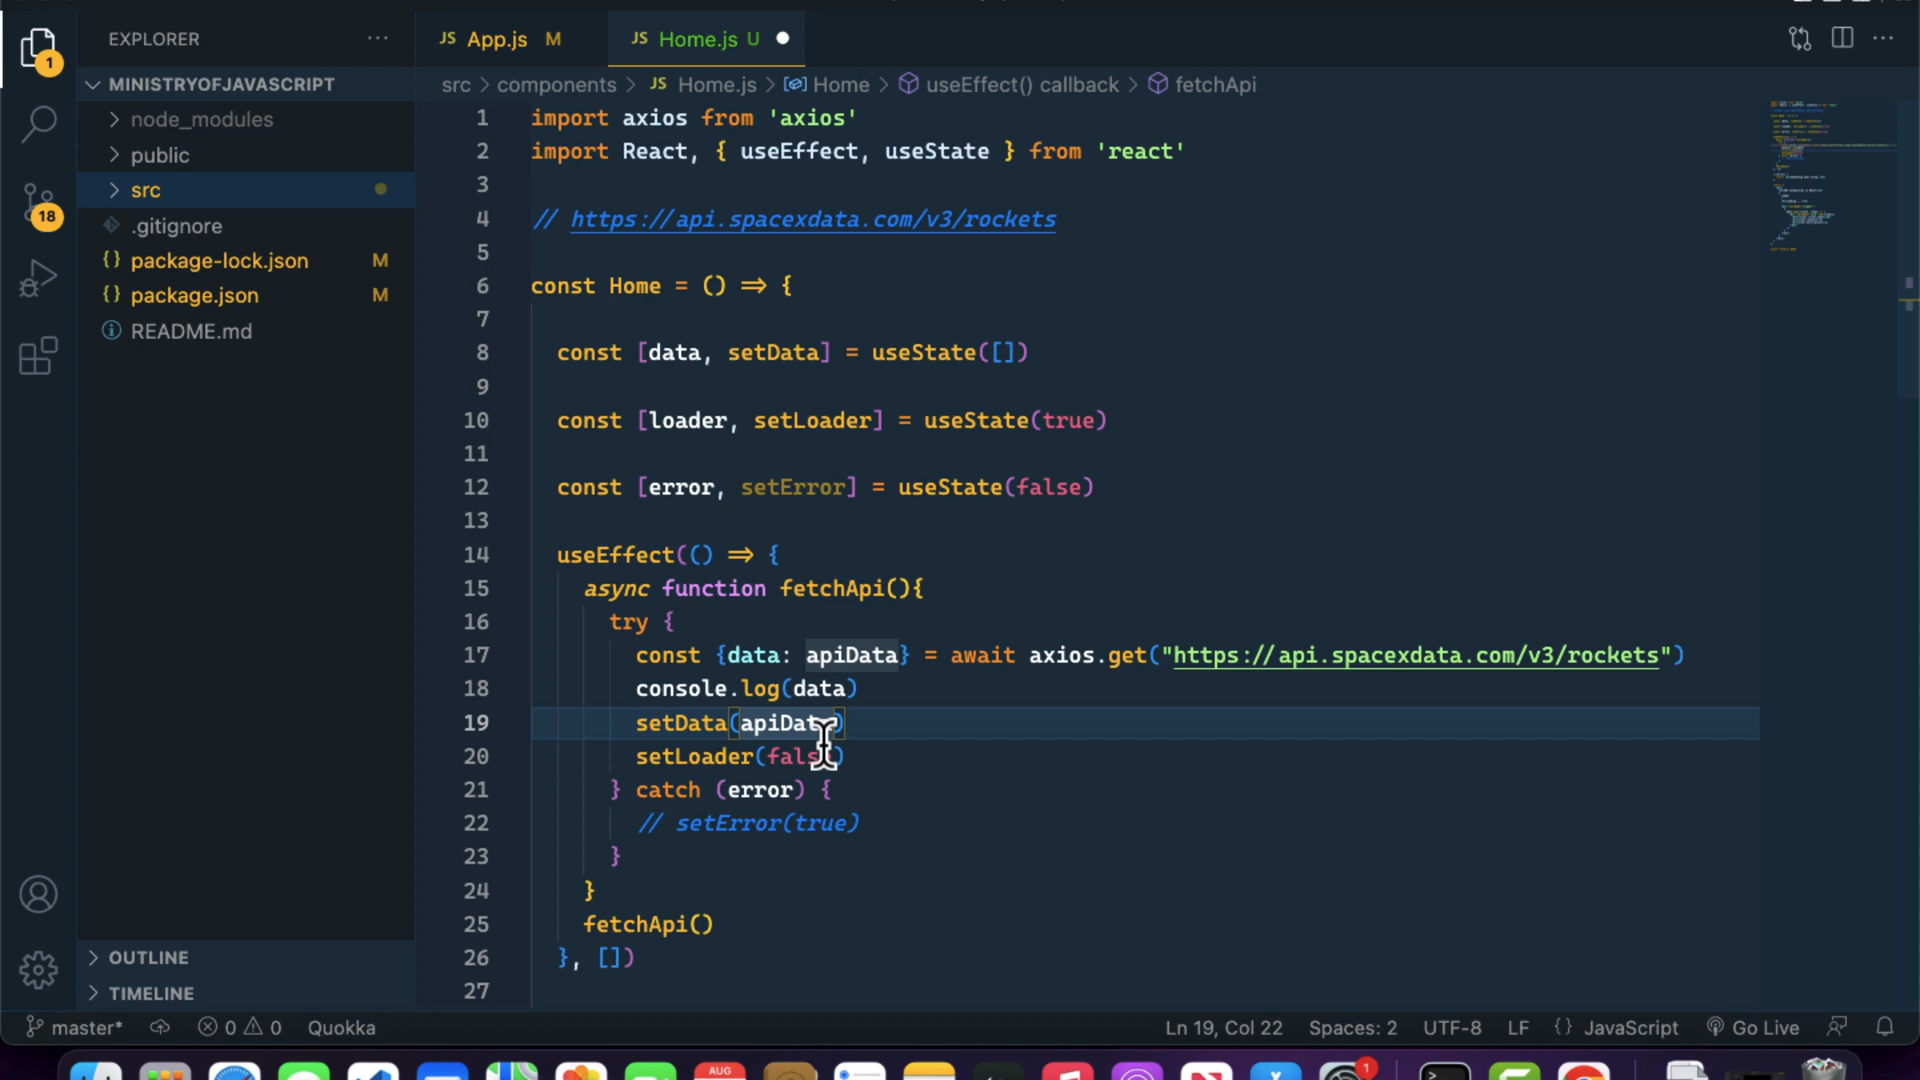 EXPLORER
1
18
MINISTRYOFJAVASCRIPT
node_modules
public
src
.gitignore
{} package-lock.json M
{} package.json M
README.md
OUTLINE
TIMELINE
JS App.js M
JS Home.js U
src > components > JS Home.js > Home > useEffect() callback > fetchApi
1 import axios from 'axios'
2 import React, { useEffect, useState } from 'react'
3
4 // https://api.spacexdata.com/v3/rockets
5
6 const Home = () => {
7
8 const [data, setData] = useState([])
9
10 const [loader, setLoader] = useState(true)
11
12 const [error, setError] = useState(false)
13
14 useEffect(() => {
15 async function fetchApi(){
16 try {
17 const {data: apiData} = await axios.get("https://api.spacexdata.com/v3/rockets")
18 console.log(data)
19 setData(apiData)
20 setLoader(false)
21 } catch (error) {
22 // setError(true)
23 }
24 }
25 fetchApi()
26 }, [])
27
master* 0 0 Quokka
Ln 19, Col 22 Spaces: 2 UTF-8 LF {} JavaScript Go Live
AUG
1